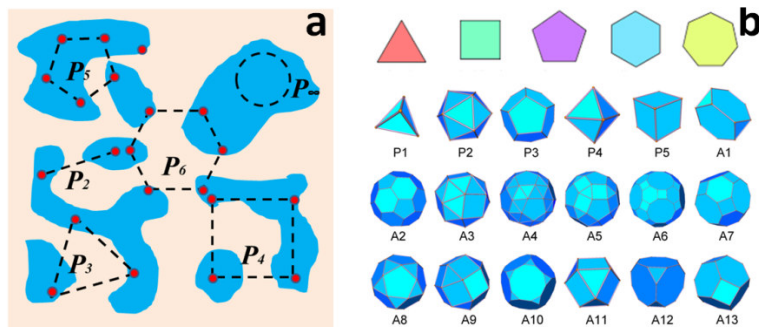 a
P5
P∞
P2
P6
P3
P4
b
P1 P2 P3 P4 P5 A1
A2 A3 A4 A5 A6 A7
A8 A9 A10 A11 A12 A13